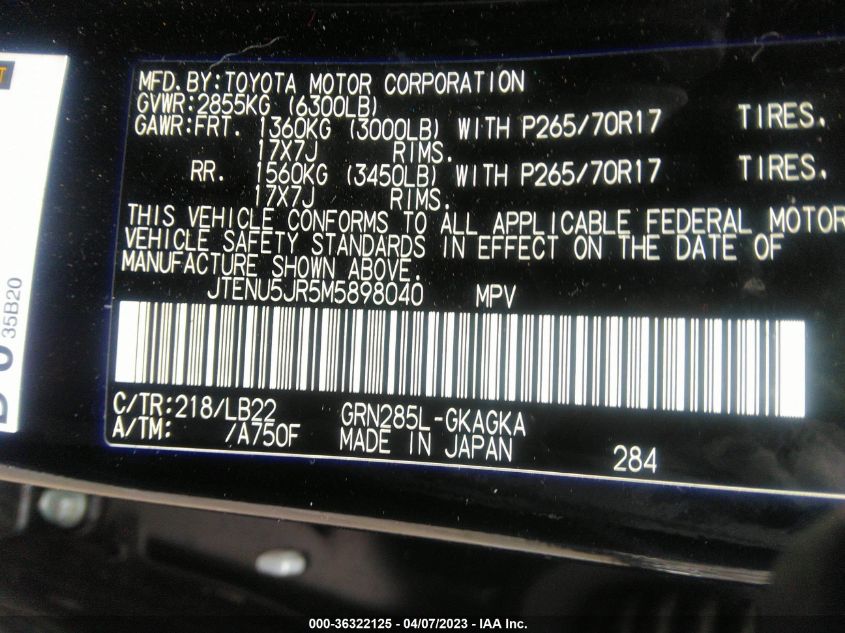 MFD.BY:TOYOTA MOTOR CORPORATION
GVWR:2855KG (6300LB)
GAWR:FRT. 1360KG (3000LB) WITH P265/70R17 TIRES.
17X7J RIMS.
RR. 1560KG (3450LB) WITH P265/70R17 TIRES.
17X7J RIMS.
THIS VEHICLE CONFORMS TO ALL APPLICABLE FEDERAL MOTOR
VEHICLE SAFETY STANDARDS IN EFFECT ON THE DATE OF
MANUFACTURE SHOWN ABOVE.
JTENU5JR5M5898040 MPV
C/TR:218/LB22 GRN285L-GKAGKA
A/TM: /A750F MADE IN JAPAN 284
35B20
000-36322125 - 04/07/2023 - IAA Inc.